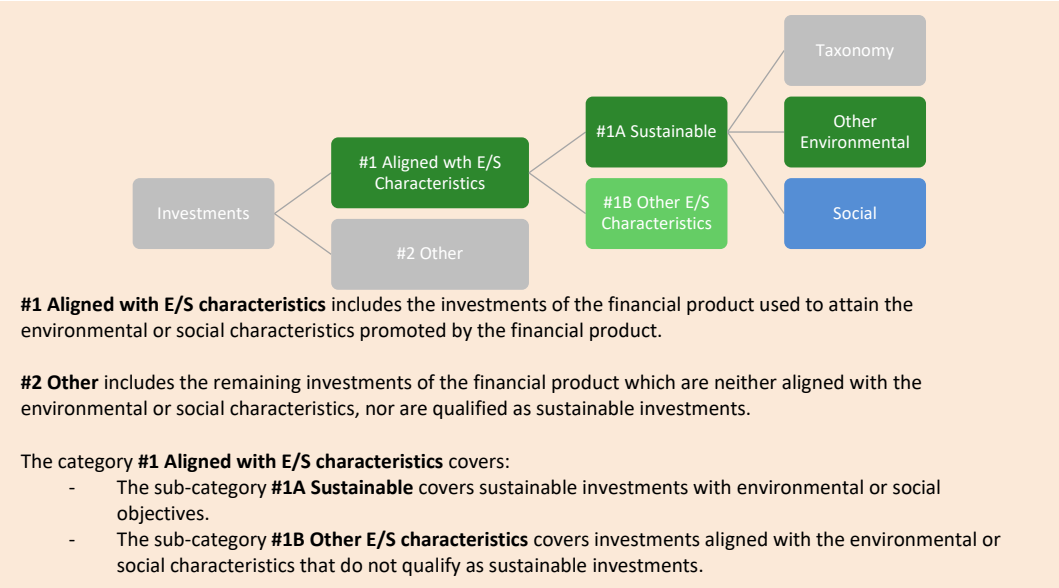 Taxonomy
#1A Sustainable
Other
Environmental
#1 Aligned wth E/S
Characteristics
Investments
#1B Other E/S
Characteristics
Social
#2 Other
#1 Aligned with E/S characteristics includes the investments of the financial product used to attain the
environmental or social characteristics promoted by the financial product.
#2 Other includes the remaining investments of the financial product which are neither aligned with the
environmental or social characteristics, nor are qualified as sustainable investments.
The category #1 Aligned with E/S characteristics covers:
- The sub-category #1A Sustainable covers sustainable investments with environmental or social
objectives.
- The sub-category #1B Other E/S characteristics covers investments aligned with the environmental or
social characteristics that do not qualify as sustainable investments.